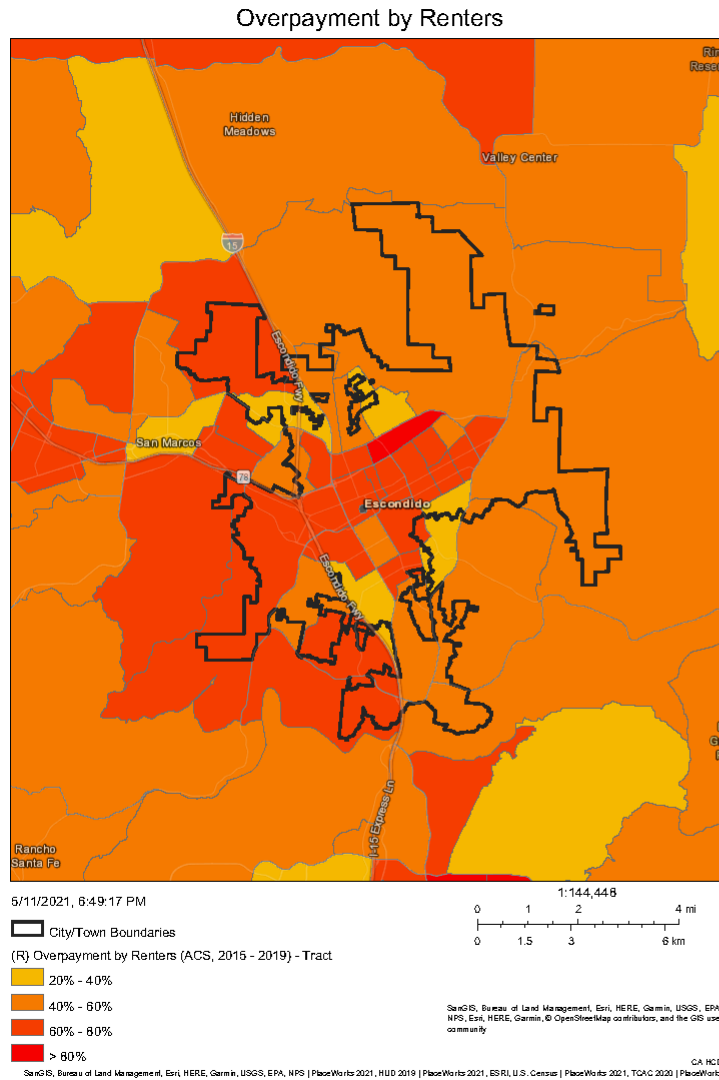 Overpayment by Renters
Hidden
Meadows
Valley Center
15
Escondido Fwy
San Marcos
78
Escondido
Escondido Fwy
I-15 Express Ln
Rancho
Santa Fe
5/11/2021, 6:49:17 PM
1:144,448
0 1 2 4 mi
0 1.5 3 6 km
City/Town Boundaries
(R) Overpayment by Renters (ACS, 2015 - 2019) - Tract
20% - 40%
40% - 60%
60% - 80%
> 80%
SanGIS, Bureau of Land Management, Esri, HERE, Garmin, USGS, EPA
NPS, Esri, HERE, Garmin, © OpenStreetMap contributors, and the GIS use
community
CA HCD
SanGIS, Bureau of Land Management, Esri, HERE, Garmin, USGS, EPA, NPS | PlaceWorks 2021, HUD 2019 | PlaceWorks 2021, ESRI, U.S. Census | PlaceWorks 2021, TCAC 2020 | PlaceWork